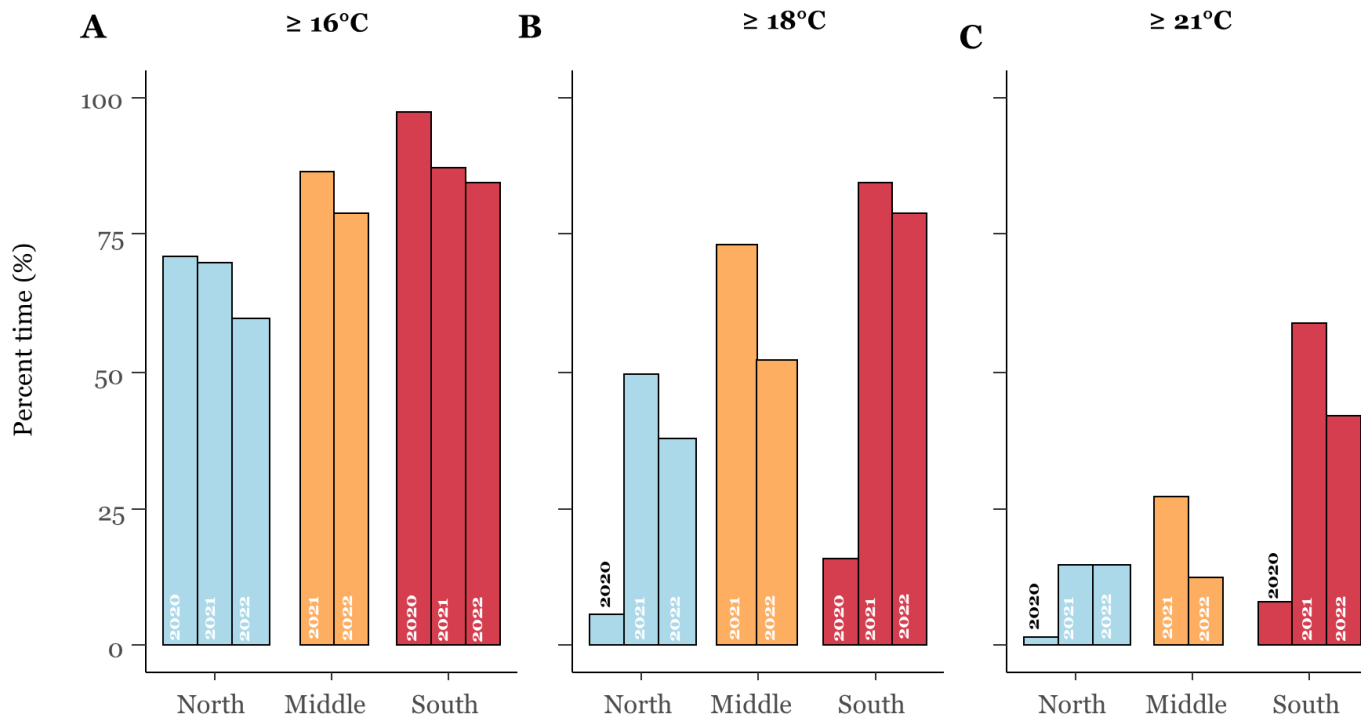 A ≥ 16°C B ≥ 18°C C ≥ 21°C
Percent time (%)
100
75
50
25
0
2020 2021 2022 2021 2022 2020 2021 2022
2020 2021 2022 2021 2022 2020 2021 2022
2020 2021 2022 2021 2022 2020 2021 2022
North Middle South North Middle South North Middle South